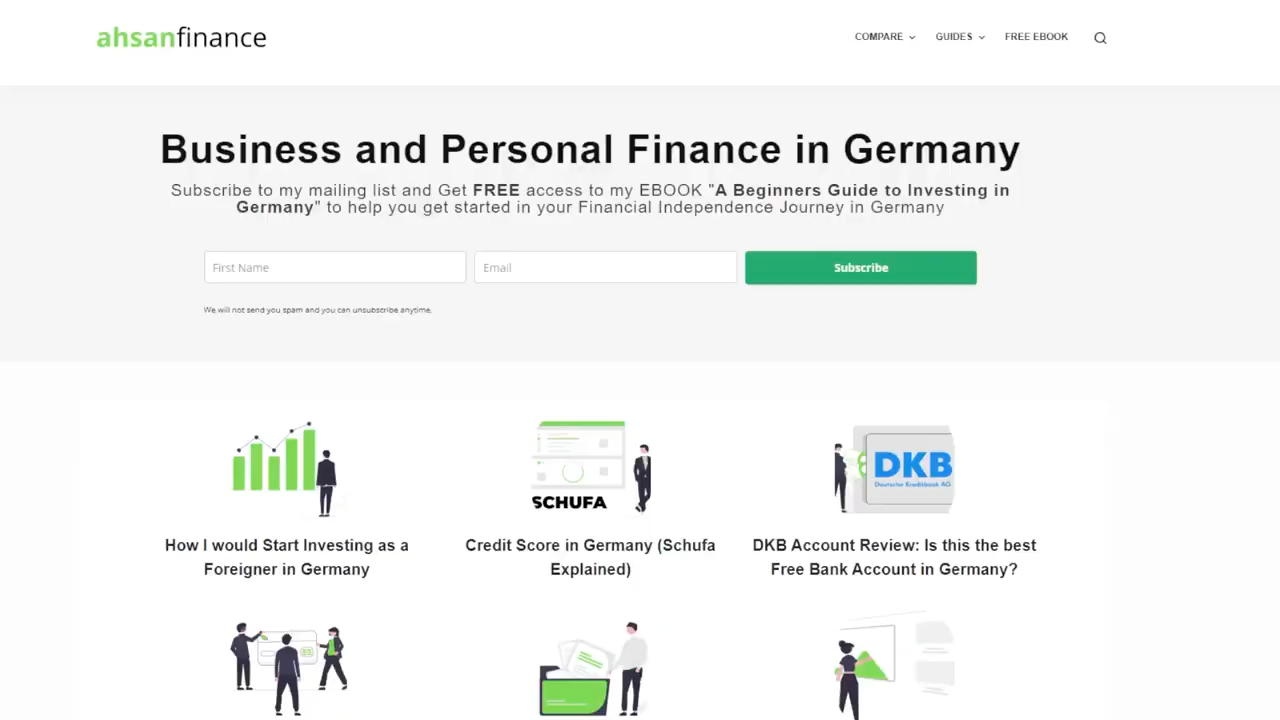 ahsanfinance
COMPARE GUIDES FREE EBOOK
Business and Personal Finance in Germany
Subscribe to my mailing list and Get FREE access to my EBOOK "A Beginners Guide to Investing in
Germany" to help you get started in your Financial Independence Journey in Germany
First Name Email Subscribe
We will not send you spam and you can unsubscribe anytime.
SCHUFA
DKB
Deutsche Kreditbank AG
How I would Start Investing as a
Foreigner in Germany
Credit Score in Germany (Schufa
Explained)
DKB Account Review: Is this the best
Free Bank Account in Germany?